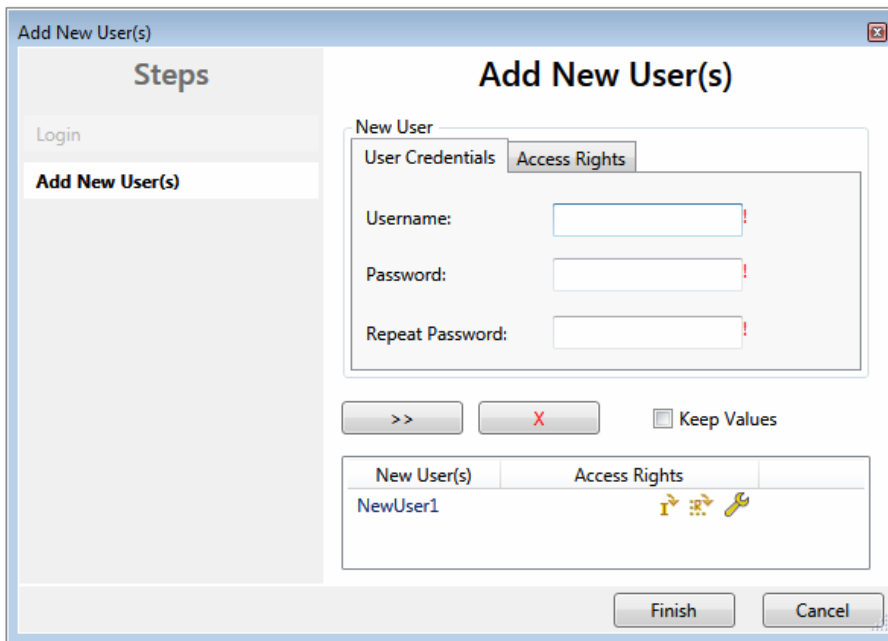 Add New User(s)
Steps
Login
Add New User(s)
Add New User(s)
New User
User Credentials Access Rights
Username: !
Password: !
Repeat Password: !
>> X Keep Values
New User(s) Access Rights
NewUser1
Finish Cancel